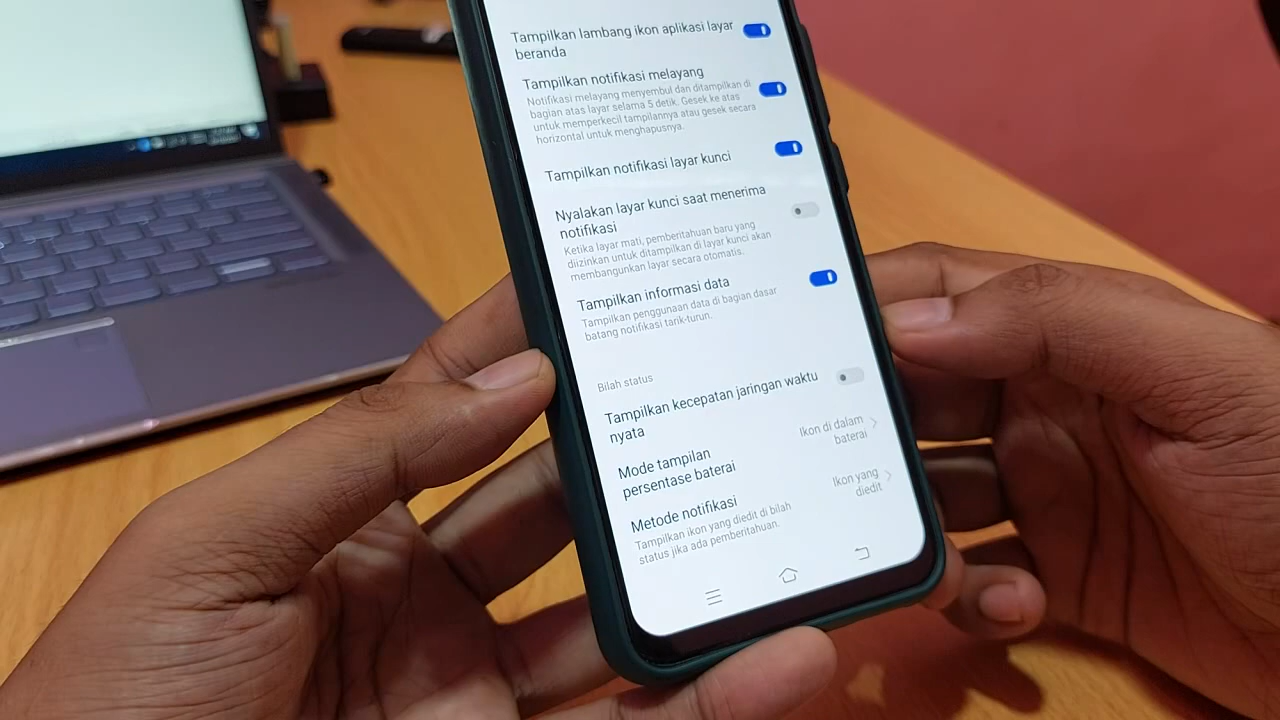 Tampilkan lambang ikon aplikasi layar
beranda
Tampilkan notifikasi melayang
Notifikasi melayang menyembul dan ditampilkan di
bagian atas layar selama 5 detik. Gesek ke atas
untuk memperkecil tampilannya atau gesek secara
horizontal untuk menghapusnya.
Tampilkan notifikasi layar kunci
Nyalakan layar kunci saat menerima
notifikasi
Ketika layar mati, pemberitahuan baru yang
diizinkan untuk ditampilkan di layar kunci akan
membangunkan layar secara otomatis.
Tampilkan informasi data
Tampilkan penggunaan data di bagian dasar
batang notifikasi tarik-turun.
Bilah status
Tampilkan kecepatan jaringan waktu
nyata
Mode tampilan
persentase baterai
Ikon di dalam
baterai
Metode notifikasi
Tampilkan ikon yang diedit di bilah
status jika ada pemberitahuan.
Ikon yang
diedit